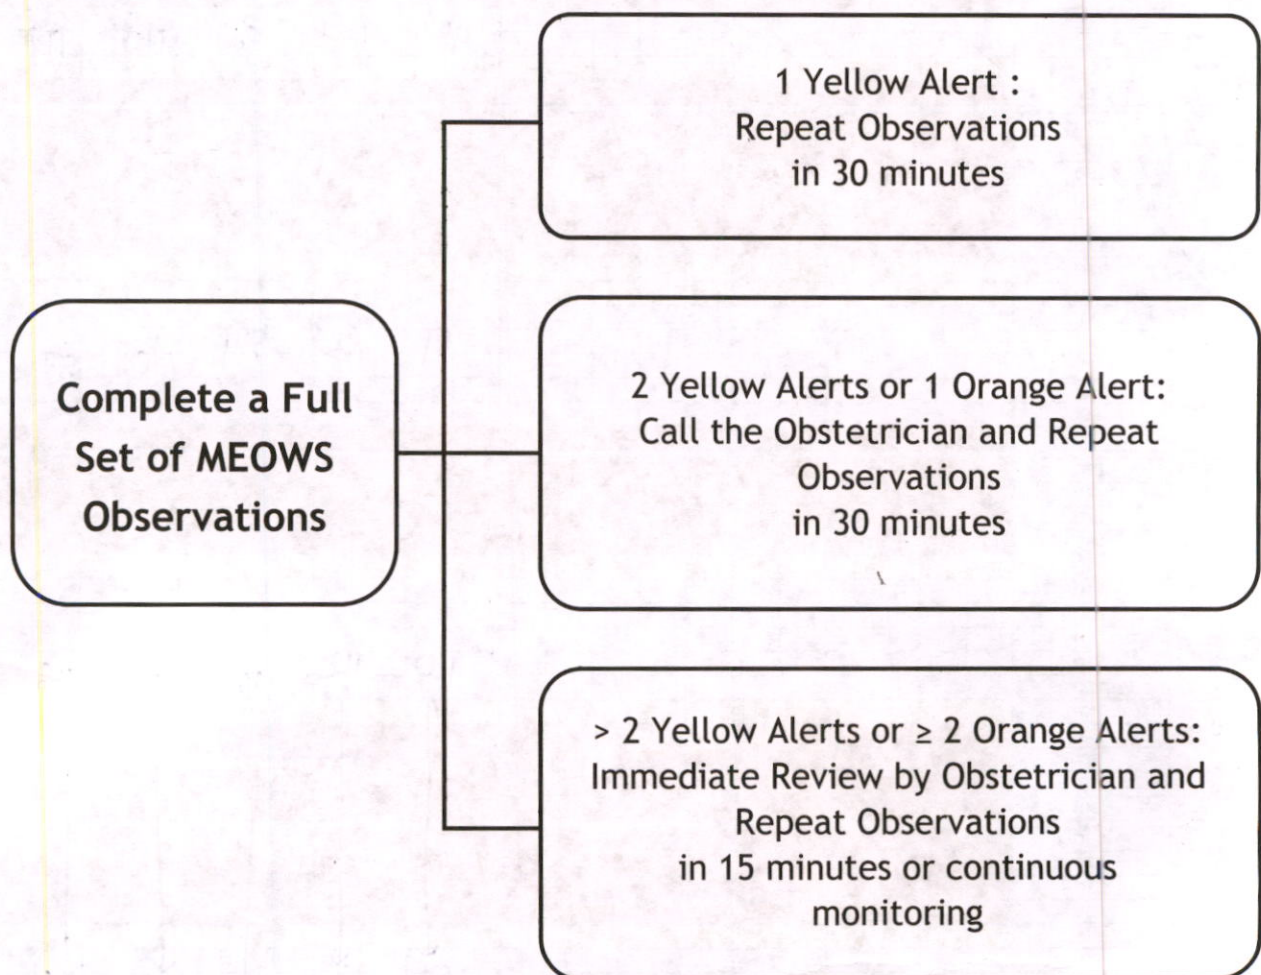 Complete a Full
Set of MEOWS
Observations
1 Yellow Alert :
Repeat Observations
in 30 minutes
2 Yellow Alerts or 1 Orange Alert:
Call the Obstetrician and Repeat
Observations
in 30 minutes
> 2 Yellow Alerts or ≥ 2 Orange Alerts:
Immediate Review by Obstetrician and
Repeat Observations
in 15 minutes or continuous
monitoring